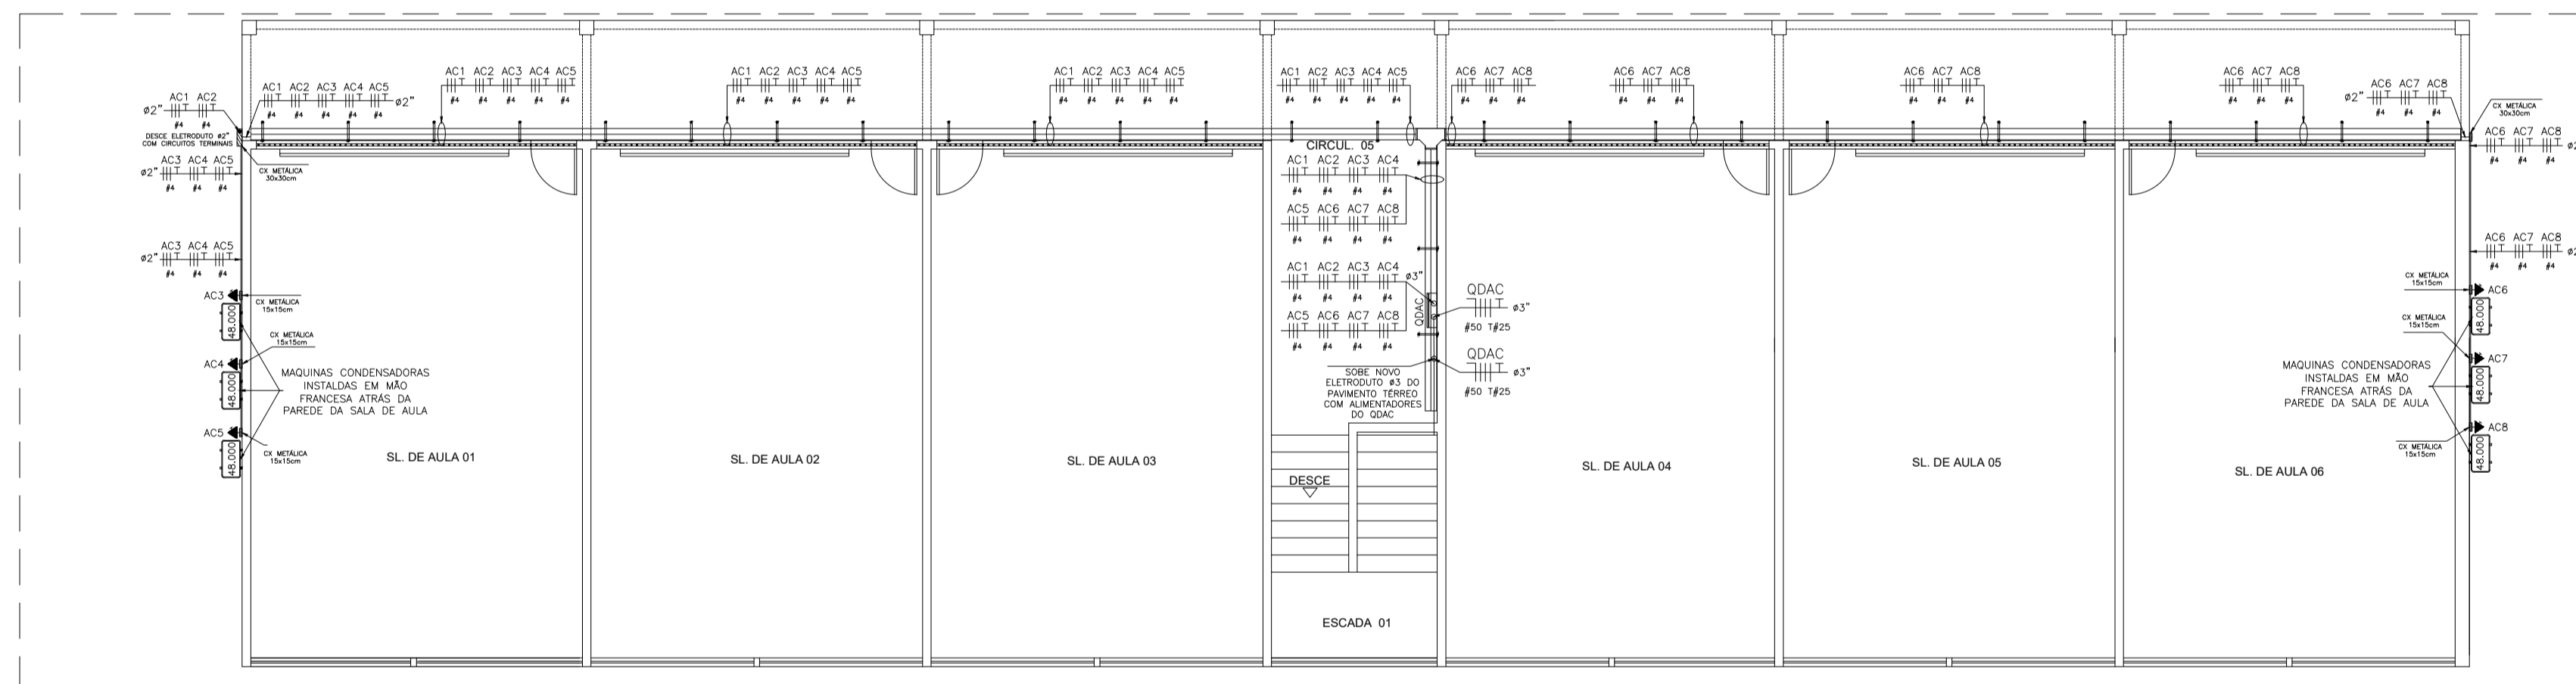 AC1 AC2 AC3 AC4 AC5
#4 #4 #4 #4 #4
AC1 AC2 AC3 AC4 AC5
#4 #4 #4 #4 #4
AC1 AC2 AC3 AC4 AC5
#4 #4 #4 #4 #4
AC1 AC2 AC3 AC4 AC5
#4 #4 #4 #4 #4
AC6 AC7 AC8
#4 #4 #4
AC6 AC7 AC8
#4 #4 #4
AC6 AC7 AC8
#4 #4 #4
AC6 AC7 AC8
#4 #4 #4
AC1 AC2
ø2"
#4 #4
DESCE ELETRODUTO ø2"
COM CIRCUITOS TERMINAIS
AC1 AC2 AC3 AC4 AC5
ø2"
#4 #4 #4 #4 #4
AC6 AC7 AC8
ø2"
#4 #4 #4
CX METÁLICA
30x30cm
AC6 AC7 AC8
#4 #4 #4
AC3 AC4 AC5
ø2"
#4 #4 #4
CX METÁLICA
30x30cm
CIRCUL. 05
AC1 AC2 AC3 AC4
#4 #4 #4 #4
AC5 AC6 AC7 AC8
#4 #4 #4 #4
AC3 AC4 AC5
ø2"
#4 #4 #4
AC6 AC7 AC8
#4 #4 #4
AC1 AC2 AC3 AC4
ø3"
#4 #4 #4 #4
AC5 AC6 AC7 AC8
#4 #4 #4 #4
QDAC
QDAC
ø3"
#50 T#25
QDAC
ø3"
#50 T#25
SOBE NOVO
ELETRODUTO ø3 DO
PAVIMENTO TÉRREO
COM ALIMENTADORES
DO QDAC
AC3
CX METÁLICA
15x15cm
48.000
AC4
CX METÁLICA
15x15cm
48.000
AC5
CX METÁLICA
15x15cm
48.000
MAQUINAS CONDENSADORAS
INSTALDAS EM MÃO
FRANCESA ATRÁS DA
PAREDE DA SALA DE AULA
CX METÁLICA
15x15cm
AC6
48.000
CX METÁLICA
15x15cm
AC7
48.000
CX METÁLICA
15x15cm
AC8
48.000
MAQUINAS CONDENSADORAS
INSTALDAS EM MÃO
FRANCESA ATRÁS DA
PAREDE DA SALA DE AULA
SL. DE AULA 01
SL. DE AULA 02
SL. DE AULA 03
SL. DE AULA 04
SL. DE AULA 05
SL. DE AULA 06
DESCE
ESCADA 01